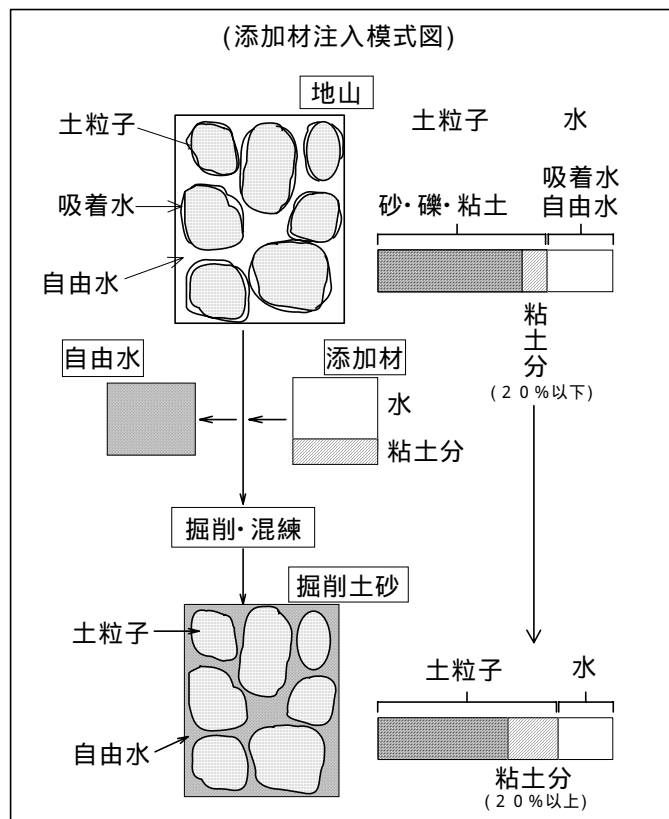 (添加材注入模式図)
地山
土粒子
吸着水
自由水
土粒子 水
吸着水
砂・礫・粘土 自由水
粘土分
(20%以下)
自由水
添加材
水
粘土分
掘削・混練
掘削土砂
土粒子
自由水
土粒子 水
粘土分
(20%以上)